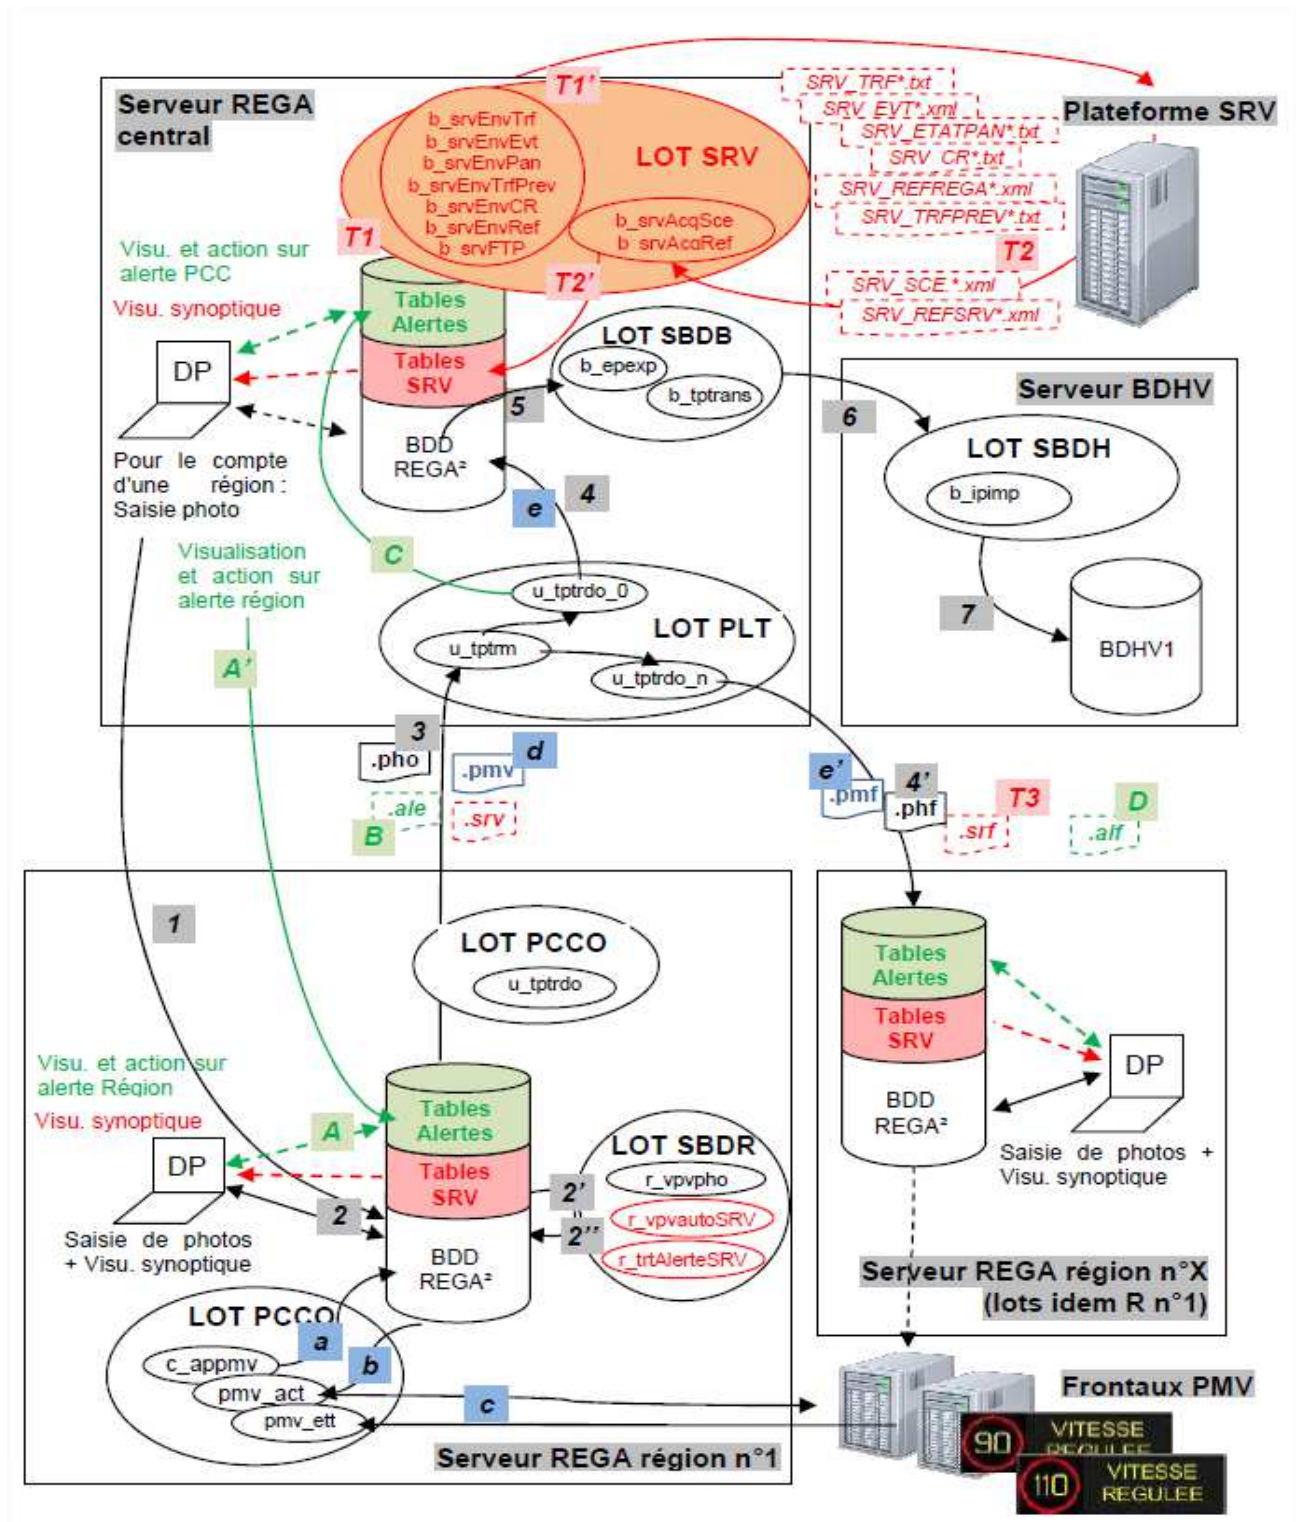 T1'
SRV_TRF*.txt
SRV_EVT*.xml
SRV_ETATPAN*.txt
SRV_CR*.txt
SRV_REFREGA*.xml
SRV_TRFPREV*.txt
Plateforme SRV
Serveur REGA
central
b_srvEnvTrf
b_srvEnvEvt
b_srvEnvPan
b_srvEnvTrfPrev
b_srvEnvCR
b_srvEnvRef
b_srvFTP
LOT SRV
b_srvAcqSce
b_srvAcqRef
T1
T2
T2'
SRV_SCE.*.xml
SRV_REFSRV*.xml
Visu. et action sur
alerte PCC
Visu. synoptique
DP
Tables
Alertes
Tables
SRV
BDD
REGA²
LOT SBDB
b_epexp
b_tptrans
5
6
Serveur BDHV
LOT SBDH
b_ipimp
7
BDHV1
Pour le compte
d'une région :
Saisie photo
e
4
C
Visualisation
et action sur
alerte région
A'
u_tptrdo_0
LOT PLT
u_tptrm
u_tptrdo_n
3
.pho
d
.pmv
.ale
B
.srv
e'
.pmf
4'
.phf
T3
.srf
D
.alf
1
LOT PCCO
u_tptrdo
Tables
Alertes
Tables
SRV
BDD
REGA²
DP
Saisie de photos +
Visu. synoptique
Serveur REGA région n°X
(lots idem R n°1)
Visu. et action sur
alerte Région
Visu. synoptique
A
DP
2
Saisie de photos
+ Visu. synoptique
Tables
Alertes
Tables
SRV
BDD
REGA²
2'
2''
LOT SBDR
r_vpvpho
r_vpvautoSRV
r_trtAlerteSRV
LOT PCCO
a
b
c_appmv
pmv_act
pmv_ett
c
Serveur REGA région n°1
Frontaux PMV
90
VITESSE
REGULEE
110
VITESSE
REGULEE